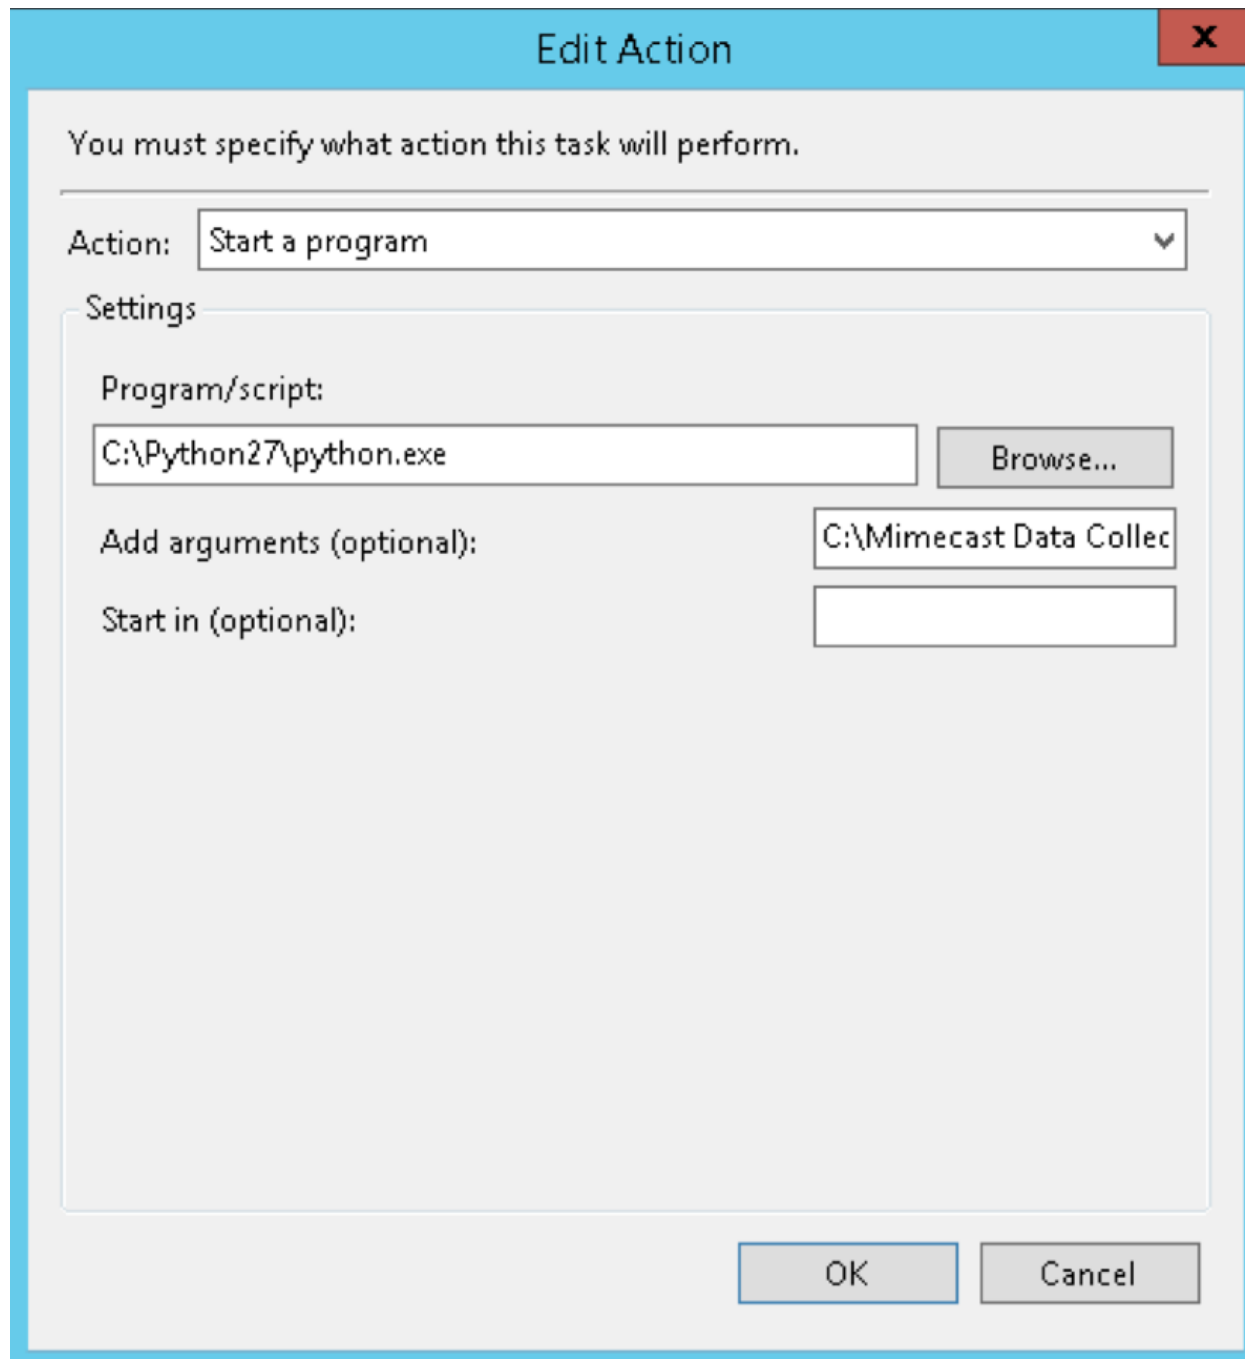 Edit Action
x
You must specify what action this task will perform.
Action: Start a program
Settings
Program/script:
C:\Python27\python.exe Browse...
Add arguments (optional): C:\Mimecast Data Collec
Start in (optional):
OK Cancel